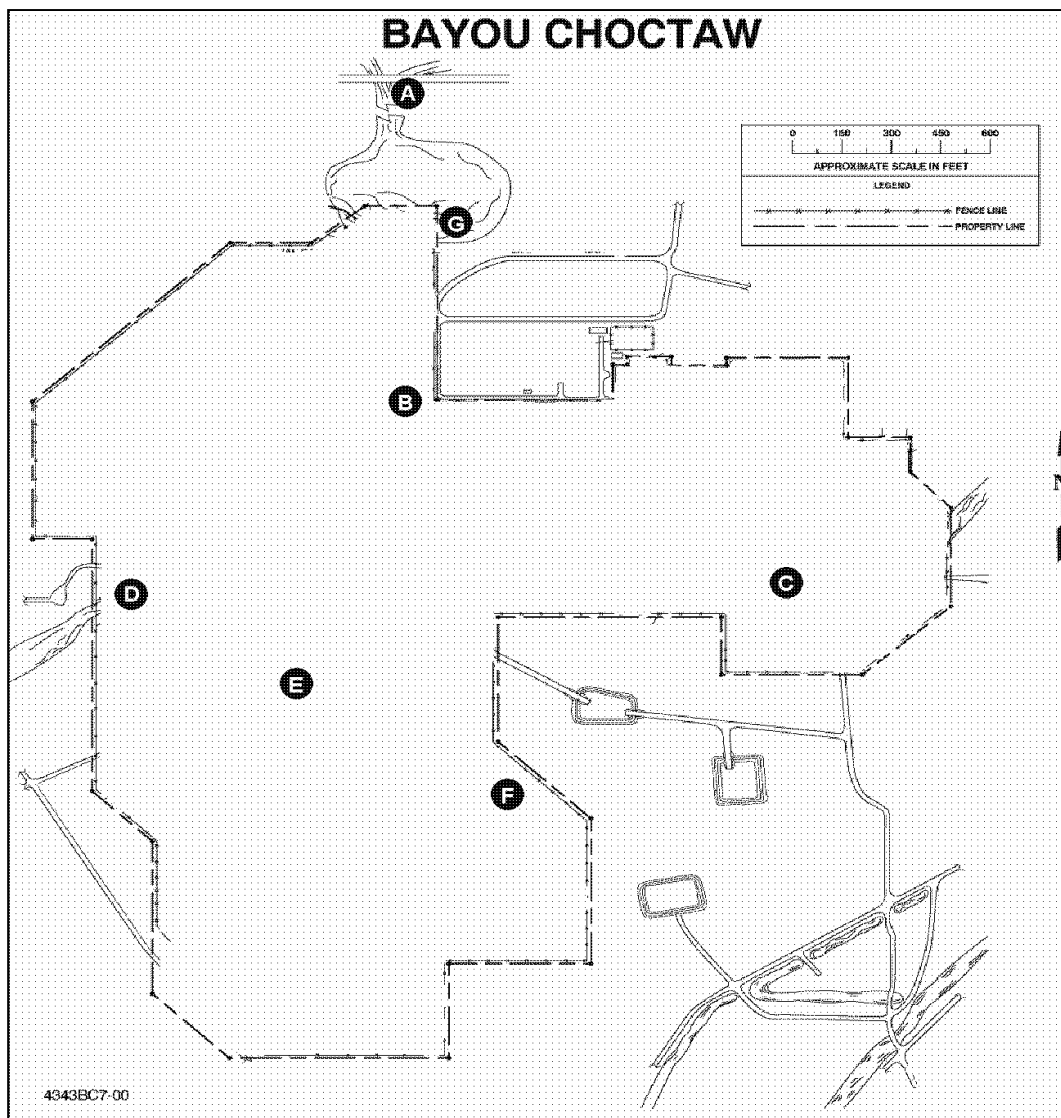 BAYOU CHOCTAW
A
0 150 300 450 600
APPROXIMATE SCALE IN FEET
LEGEND
FENCE LINE
PROPERTY LINE
G
B
N
C
D
E
F
4343BC7-00